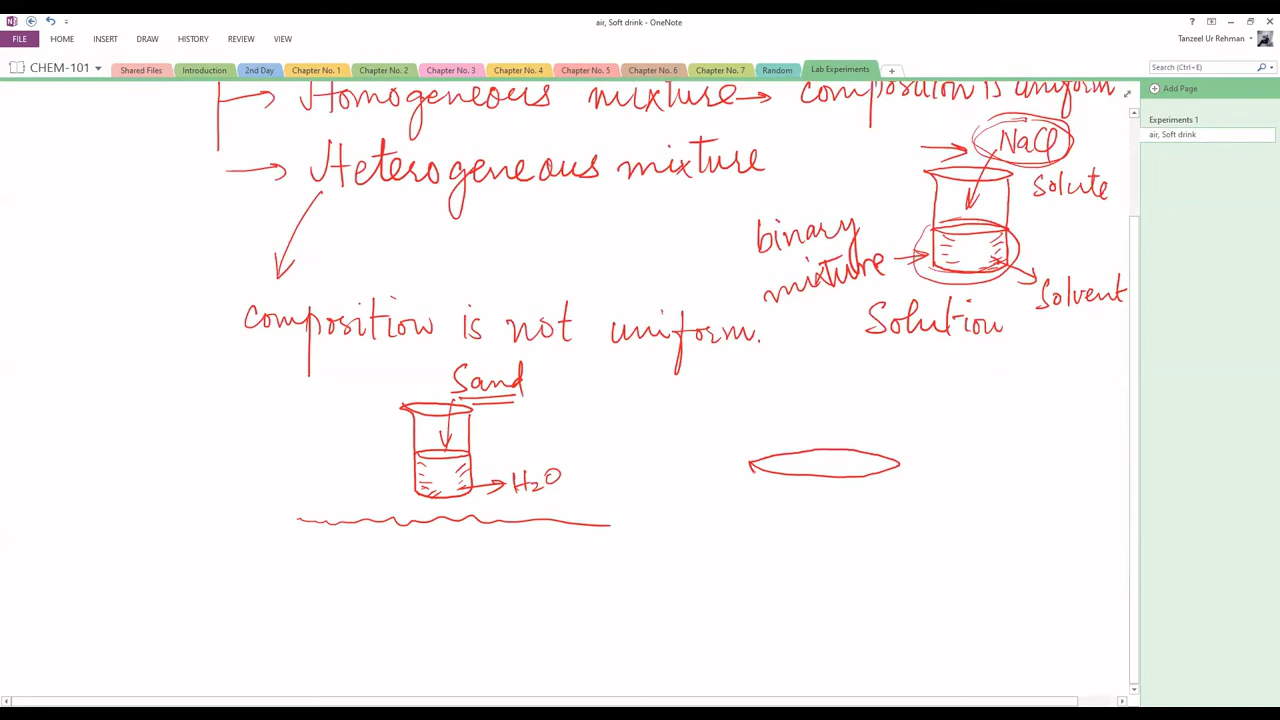 air, Soft drink - OneNote
FILE HOME INSERT DRAW HISTORY REVIEW VIEW
Tanzeel Ur Rehman
CHEM-101
Shared Files Introduction 2nd Day Chapter No. 1 Chapter No. 2 Chapter No. 3 Chapter No. 4 Chapter No. 5 Chapter No. 6 Chapter No. 7 Random Lab Experiments
Search (Ctrl+E)
Add Page
Experiments 1
air, Soft drink
Homogeneous mixture → composition is uniform
→ Heterogeneous mixture
NaCl
Solute
binary
mixture
Solvent
Solution
composition is not uniform.
Sand
H₂O